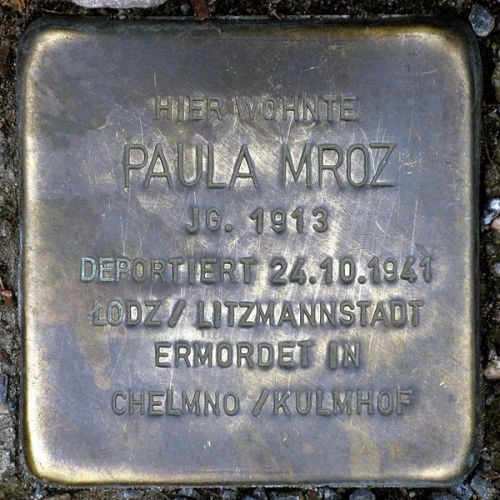 HIER WOHNTE
PAULA MROZ
JG. 1913
DEPORTIERT 24.10.1941
ŁODZ / LITZMANNSTADT
ERMORDET IN
CHELMNO / KULMHOF